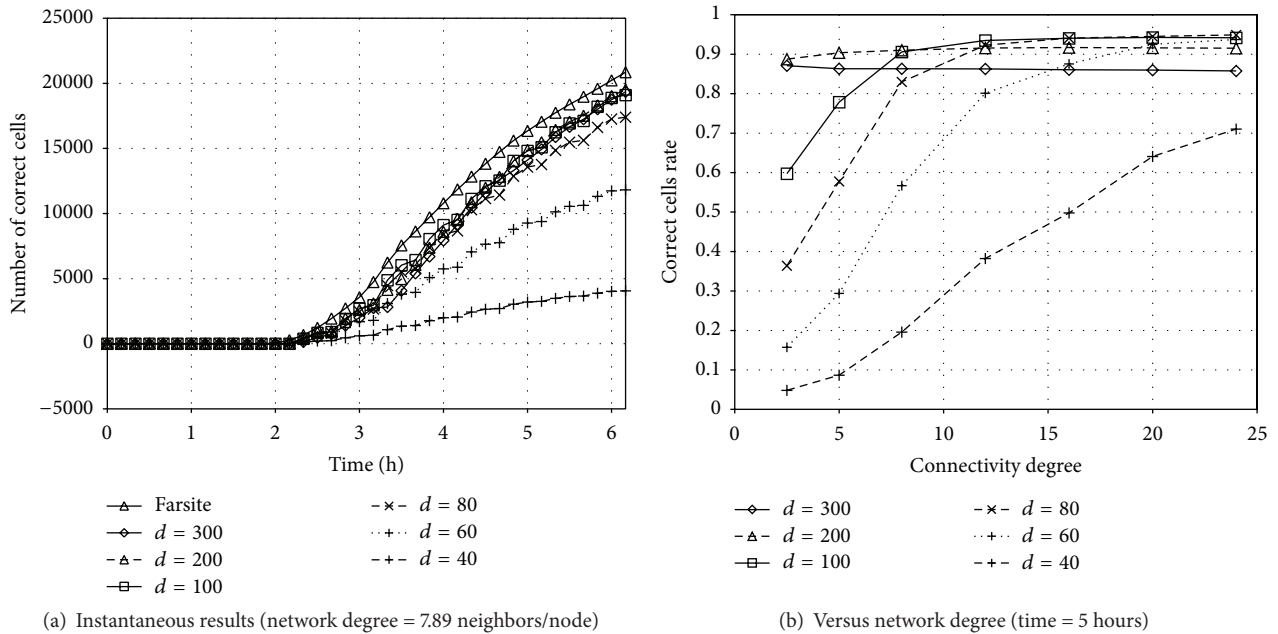 25000
20000
15000
10000
5000
0
−5000
Number of correct cells
0 1 2 3 4 5 6
Time (h)
Farsite
d = 300
d = 200
d = 100
d = 80
d = 60
d = 40
(a) Instantaneous results (network degree = 7.89 neighbors/node)
1
0.9
0.8
0.7
0.6
0.5
0.4
0.3
0.2
0.1
0
Correct cells rate
0 5 10 15 20 25
Connectivity degree
d = 300
d = 200
d = 100
d = 80
d = 60
d = 40
(b) Versus network degree (time = 5 hours)